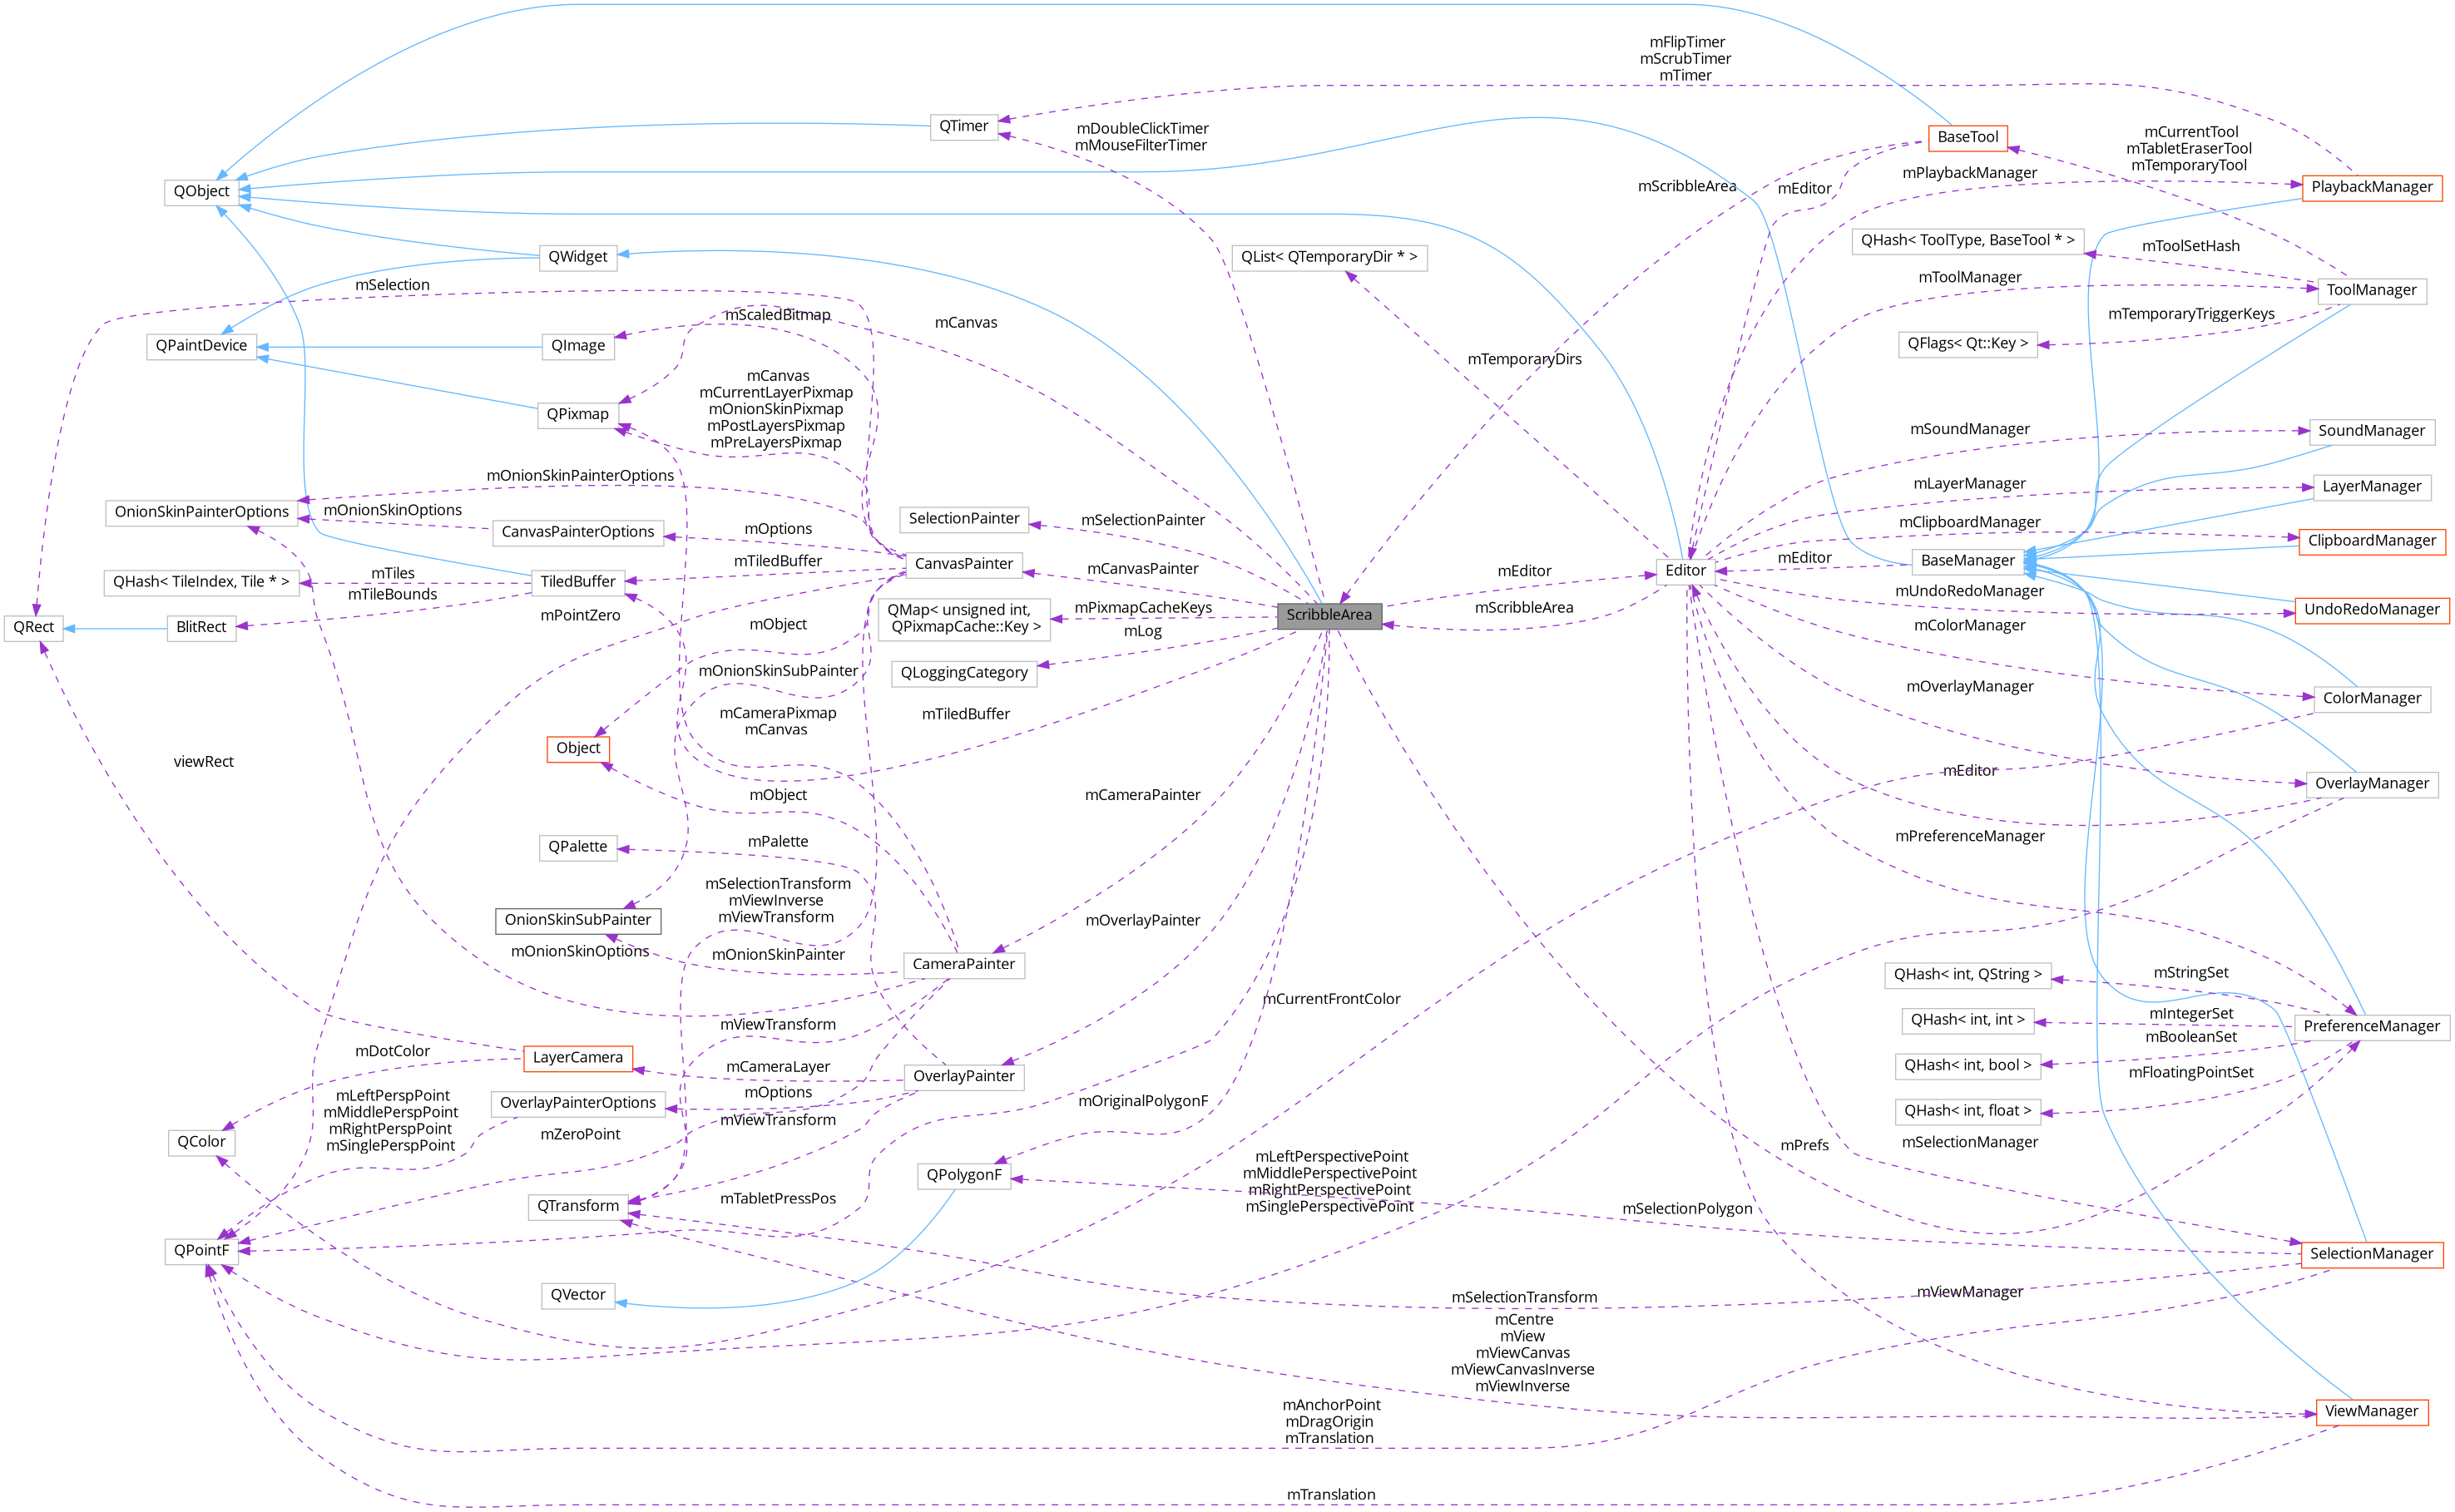 mFlipTimer
mScrubTimer
mTimer
QTimer
mDoubleClickTimer
mMouseFilterTimer
BaseTool
mCurrentTool
mTabletEraserTool
mTemporaryTool
QObject
mScribbleArea
mEditor
mPlaybackManager
PlaybackManager
QHash< ToolType, BaseTool * >
mToolSetHash
QWidget
QList< QTemporaryDir * >
mSelection
mToolManager
ToolManager
mScaledBitmap
mCanvas
mTemporaryTriggerKeys
QPaintDevice
QImage
QFlags< Qt::Key >
mTemporaryDirs
mCanvas
mCurrentLayerPixmap
mOnionSkinPixmap
mPostLayersPixmap
mPreLayersPixmap
QPixmap
mSoundManager
SoundManager
mOnionSkinPainterOptions
mLayerManager
LayerManager
OnionSkinPainterOptions
mOnionSkinOptions
CanvasPainterOptions
mOptions
SelectionPainter
mSelectionPainter
mClipboardManager
ClipboardManager
mTiledBuffer
CanvasPainter
mCanvasPainter
mEditor
Editor
mEditor
BaseManager
QHash< TileIndex, Tile * >
mTiles
mTileBounds
TiledBuffer
mPointZero
QMap< unsigned int,
QPixmapCache::Key >
mPixmapCacheKeys
ScribbleArea
mScribbleArea
mUndoRedoManager
UndoRedoManager
QRect
BlitRect
mObject
mLog
mColorManager
QLoggingCategory
mOnionSkinSubPainter
mOverlayManager
ColorManager
mCameraPixmap
mCanvas
mTiledBuffer
Object
viewRect
mEditor
OverlayManager
mObject
mCameraPainter
QPalette
mPalette
mPreferenceManager
mSelectionTransform
mViewInverse
mViewTransform
OnionSkinSubPainter
mOverlayPainter
mOnionSkinOptions
mOnionSkinPainter
CameraPainter
QHash< int, QString >
mStringSet
mCurrentFrontColor
QHash< int, int >
mIntegerSet
PreferenceManager
mViewTransform
mDotColor
LayerCamera
mBooleanSet
QHash< int, bool >
mCameraLayer
OverlayPainter
mFloatingPointSet
mLeftPerspPoint
mMiddlePerspPoint
mRightPerspPoint
mSinglePerspPoint
OverlayPainterOptions
mOptions
mOriginalPolygonF
QHash< int, float >
QColor
mZeroPoint
mViewTransform
mPrefs
mSelectionManager
mLeftPerspectivePoint
mMiddlePerspectivePoint
mRightPerspectivePoint
mSinglePerspectivePoint
QPolygonF
QTransform
mTabletPressPos
mSelectionPolygon
QPointF
SelectionManager
QVector
mSelectionTransform
mViewManager
mCentre
mView
mViewCanvas
mViewCanvasInverse
mViewInverse
mAnchorPoint
mDragOrigin
mTranslation
ViewManager
mTranslation